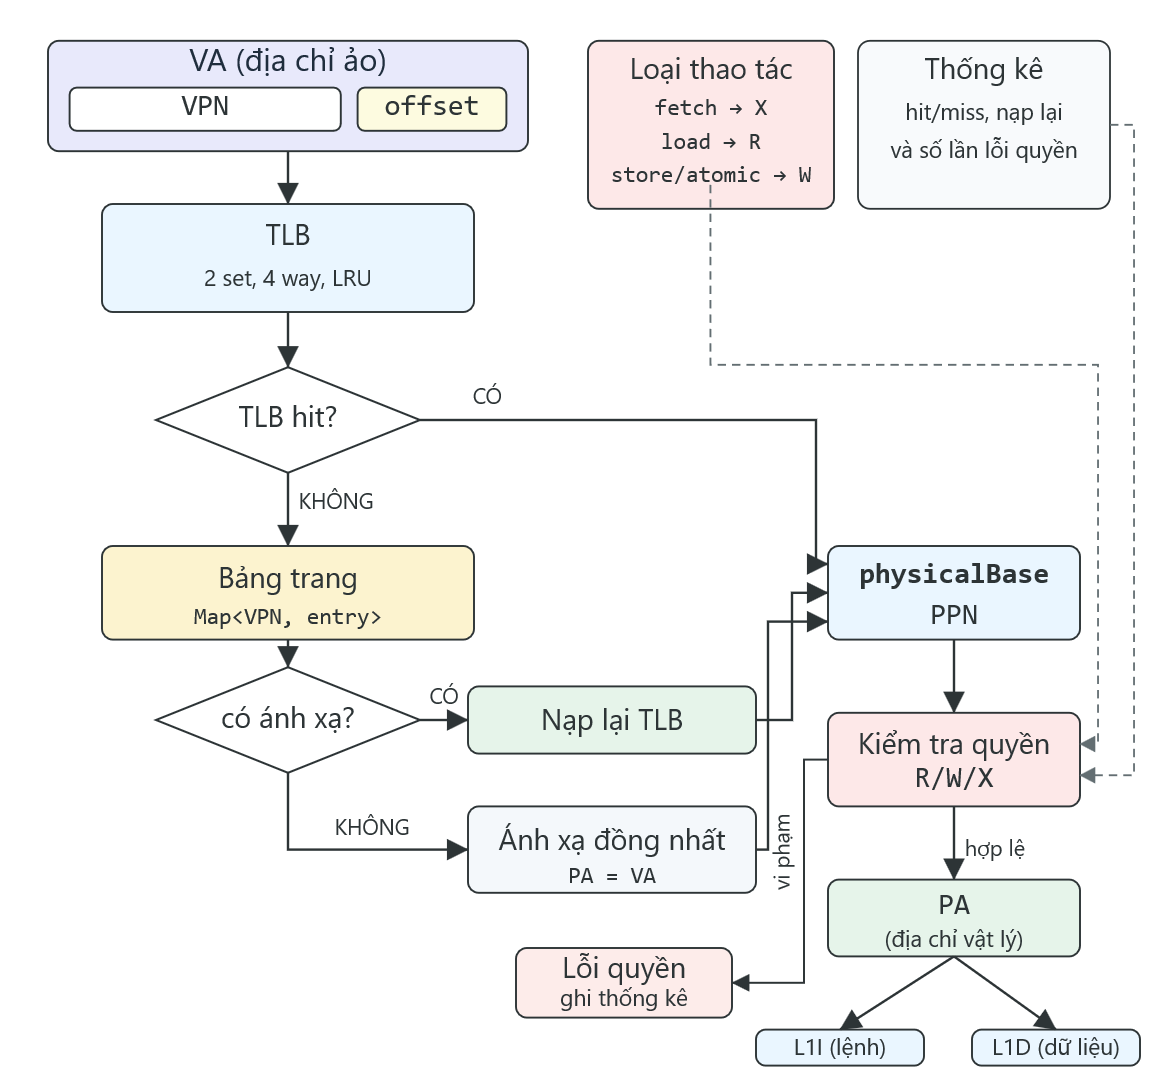 VA (địa chỉ ảo)
VPN
offset
Loại thao tác
fetch → X
load → R
store/atomic → W
Thống kê
hit/miss, nạp lại
và số lần lỗi quyền
TLB
2 set, 4 way, LRU
TLB hit?
CÓ
KHÔNG
Bảng trang
Map<VPN, entry>
physicalBase
PPN
có ánh xạ?
CÓ
Nạp lại TLB
Kiểm tra quyền
R/W/X
KHÔNG
Ánh xạ đồng nhất
PA = VA
vi phạm
hợp lệ
PA
(địa chỉ vật lý)
Lỗi quyền
ghi thống kê
L1I (lệnh)
L1D (dữ liệu)